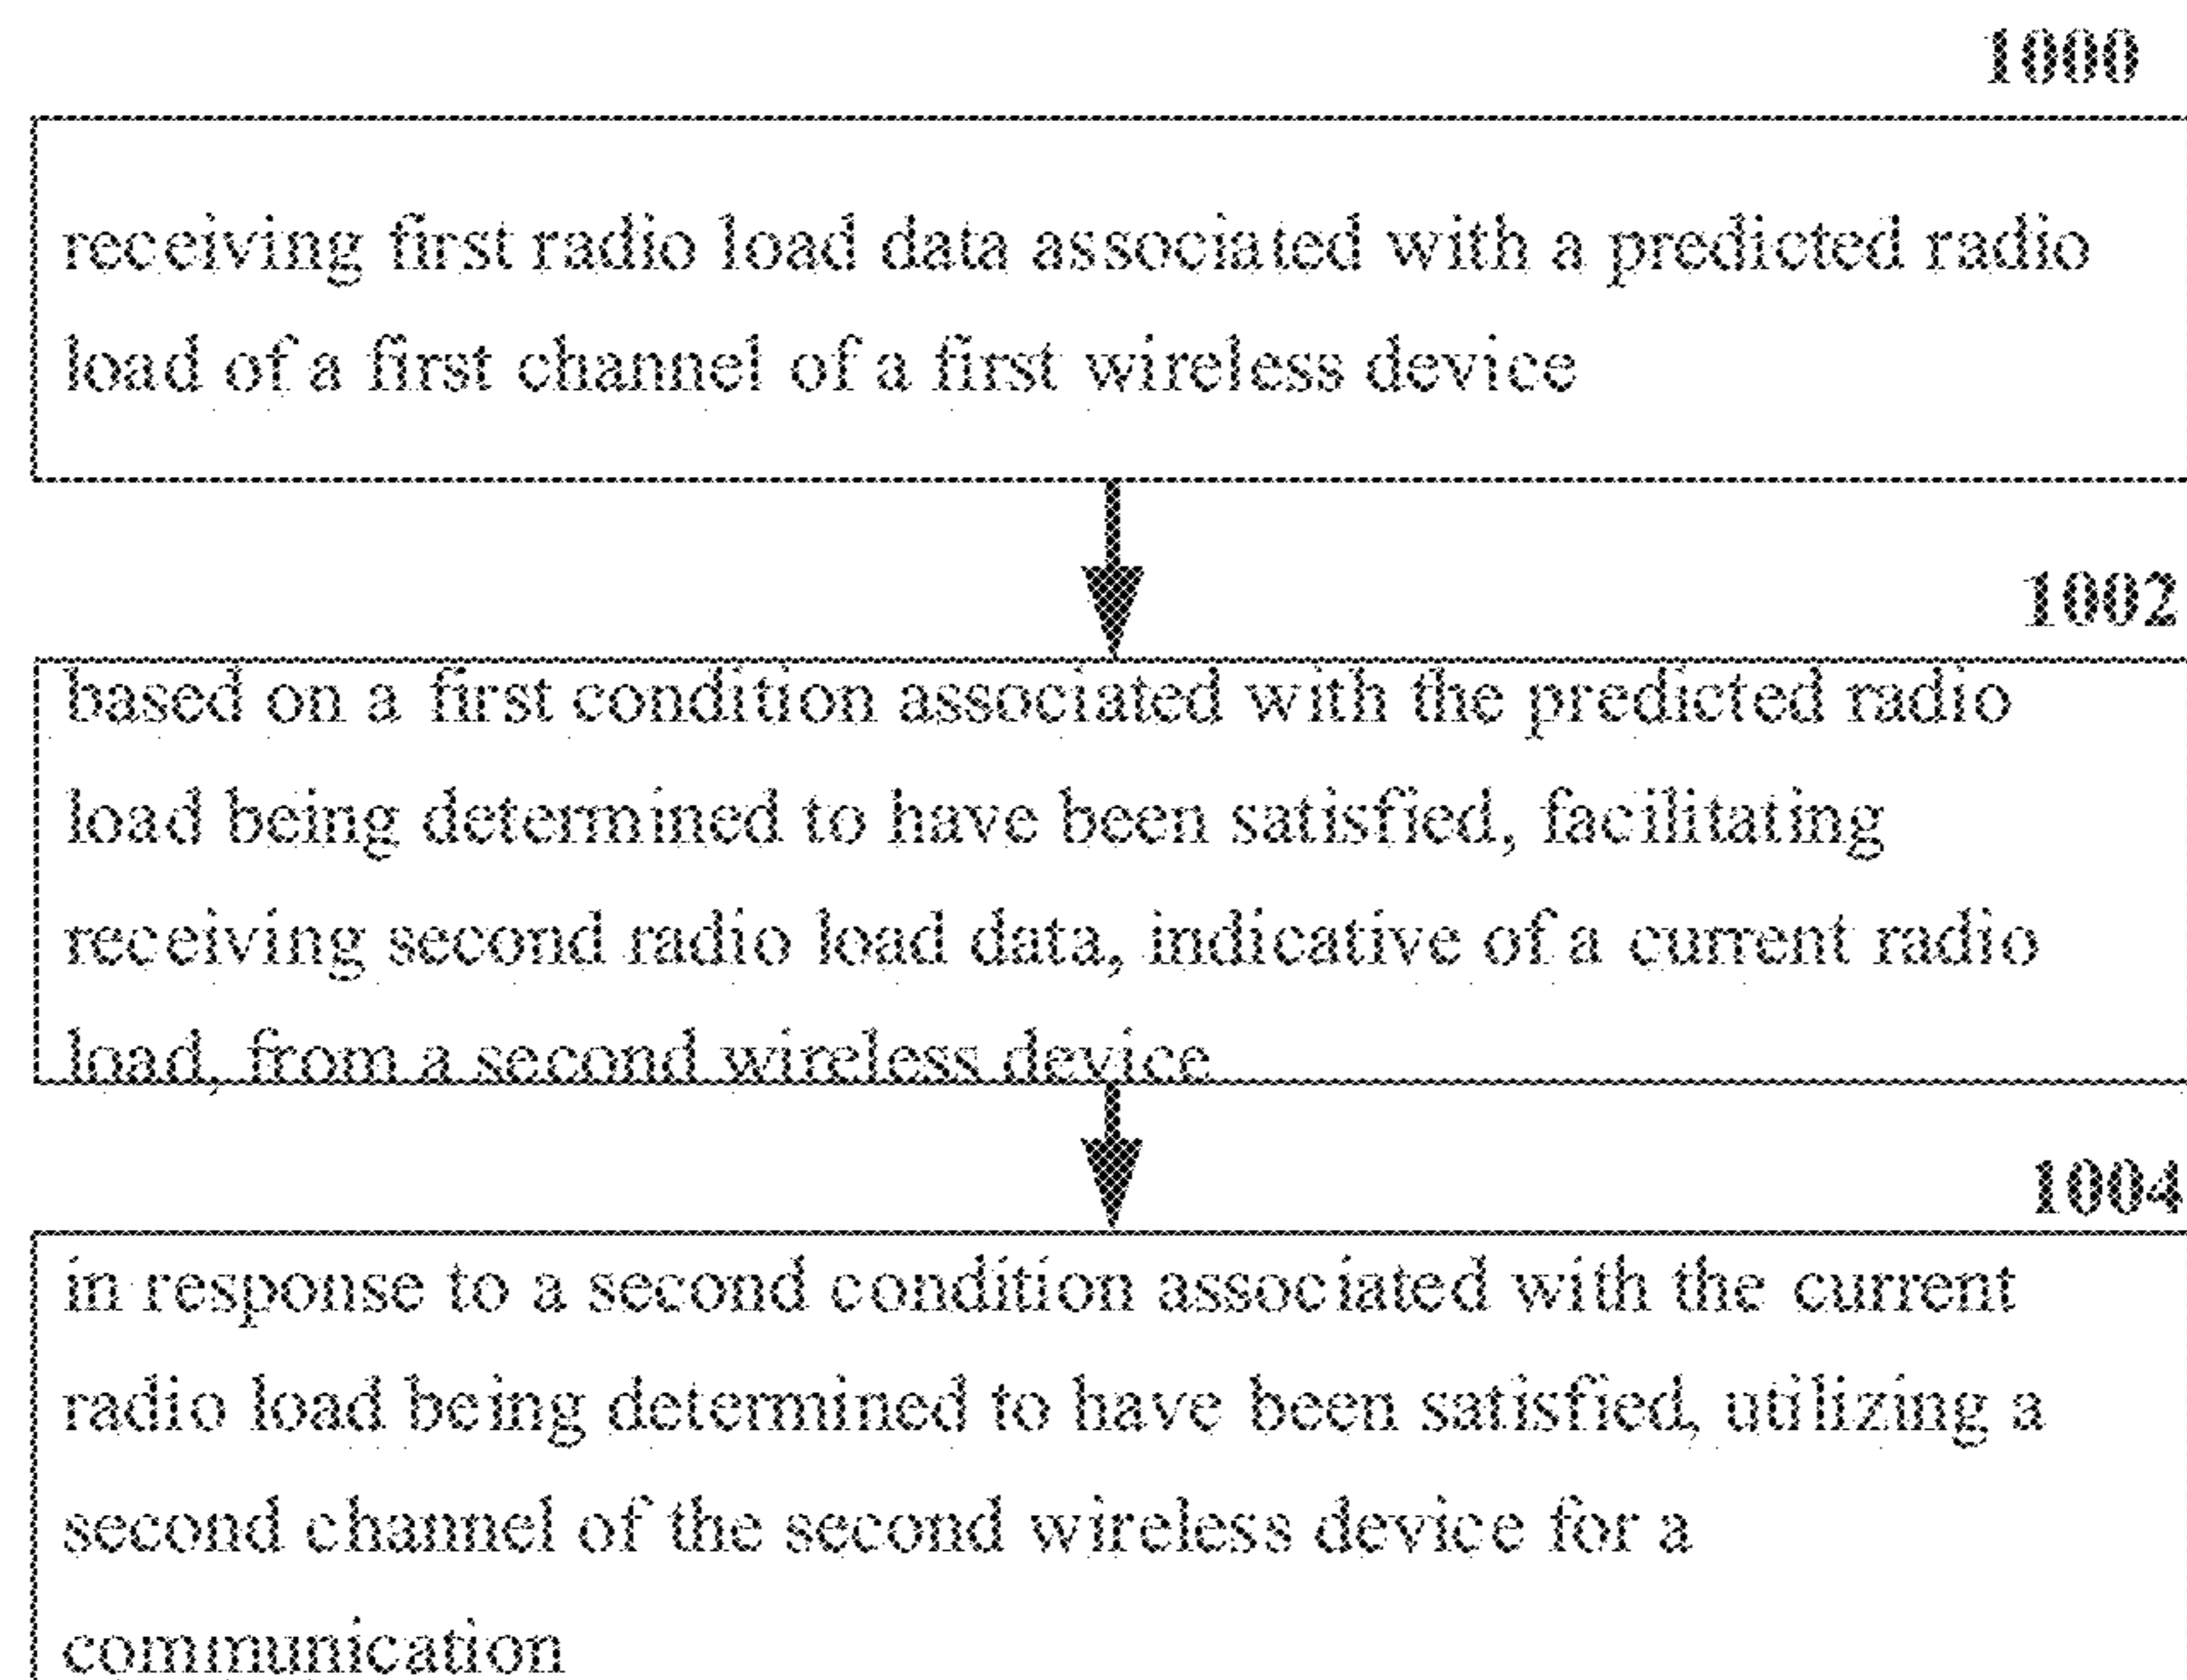 1000
receiving first radio load data associated with a predicted radio
load of a first channel of a first wireless device
1002
based on a first condition associated with the predicted radio
load being determined to have been satisfied, facilitating
receiving second radio load data, indicative of a current radio
load, from a second wireless device
1004
in response to a second condition associated with the current
radio load being determined to have been satisfied, utilizing a
second channel of the second wireless device for a
communication